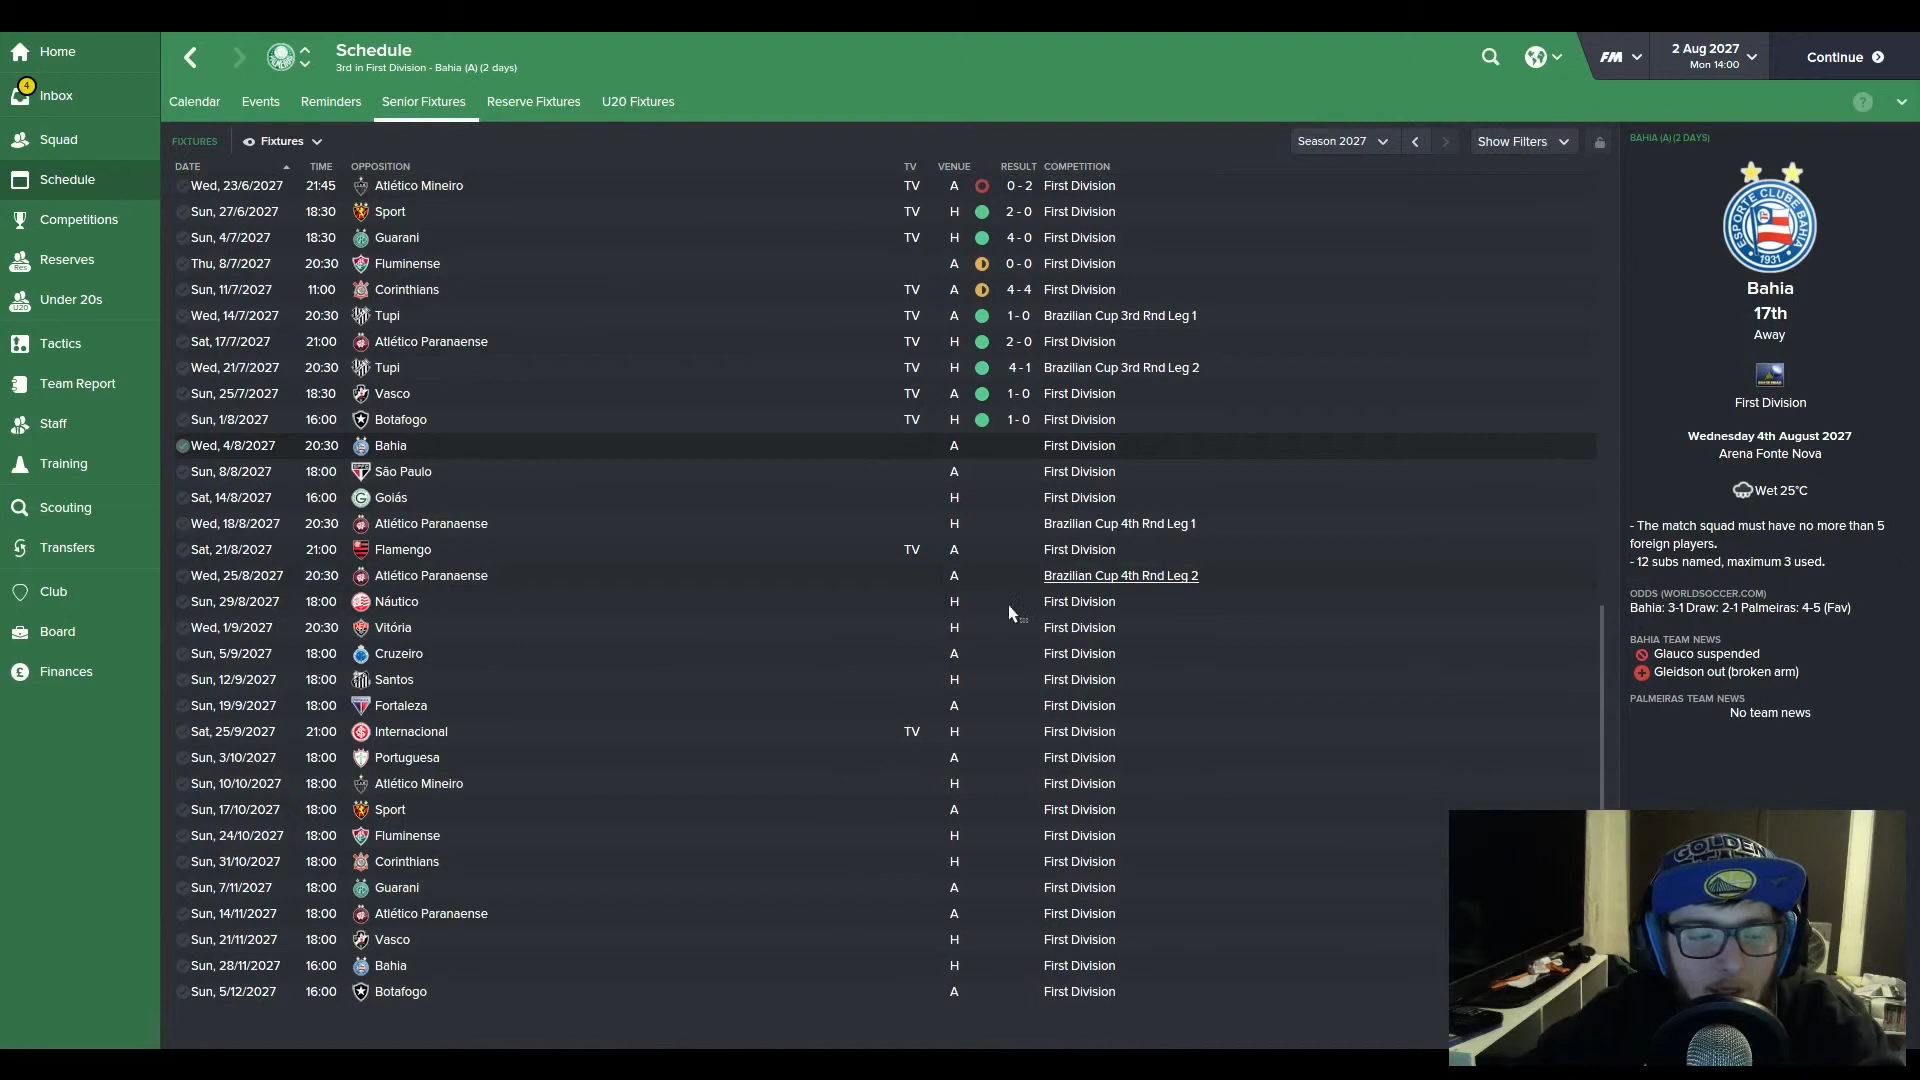 Home
4
Inbox
Squad
Schedule
Competitions
Res
Reserves
U20
Under 20s
Tactics
Team Report
Staff
Training
Scouting
Transfers
Club
Board
Finances
Schedule
3rd in First Division - Bahia (A) (2 days)
FM
2 Aug 2027
Mon 14:00
Continue
Calendar Events Reminders Senior Fixtures Reserve Fixtures U20 Fixtures
?
FIXTURES Fixtures Season 2027 Show Filters
DATE TIME OPPOSITION TV VENUE RESULT COMPETITION
Wed, 23/6/2027 21:45 Atlético Mineiro TV A 0 - 2 First Division
Sun, 27/6/2027 18:30 Sport TV H 2 - 0 First Division
Sun, 4/7/2027 18:30 Guarani TV H 4 - 0 First Division
Thu, 8/7/2027 20:30 Fluminense A 0 - 0 First Division
Sun, 11/7/2027 11:00 Corinthians TV A 4 - 4 First Division
Wed, 14/7/2027 20:30 Tupi TV A 1 - 0 Brazilian Cup 3rd Rnd Leg 1
Sat, 17/7/2027 21:00 Atlético Paranaense TV H 2 - 0 First Division
Wed, 21/7/2027 20:30 Tupi TV H 4 - 1 Brazilian Cup 3rd Rnd Leg 2
Sun, 25/7/2027 18:30 Vasco TV A 1 - 0 First Division
Sun, 1/8/2027 16:00 Botafogo TV H 1 - 0 First Division
Wed, 4/8/2027 20:30 Bahia A First Division
Sun, 8/8/2027 18:00 São Paulo A First Division
Sat, 14/8/2027 16:00 Goiás H First Division
Wed, 18/8/2027 20:30 Atlético Paranaense H Brazilian Cup 4th Rnd Leg 1
Sat, 21/8/2027 21:00 Flamengo TV A First Division
Wed, 25/8/2027 20:30 Atlético Paranaense A Brazilian Cup 4th Rnd Leg 2
Sun, 29/8/2027 18:00 Náutico H First Division
Wed, 1/9/2027 20:30 Vitória H First Division
Sun, 5/9/2027 18:00 Cruzeiro A First Division
Sun, 12/9/2027 18:00 Santos H First Division
Sun, 19/9/2027 18:00 Fortaleza A First Division
Sat, 25/9/2027 21:00 Internacional TV H First Division
Sun, 3/10/2027 18:00 Portuguesa A First Division
Sun, 10/10/2027 18:00 Atlético Mineiro H First Division
Sun, 17/10/2027 18:00 Sport A First Division
Sun, 24/10/2027 18:00 Fluminense H First Division
Sun, 31/10/2027 18:00 Corinthians H First Division
Sun, 7/11/2027 18:00 Guarani A First Division
Sun, 14/11/2027 18:00 Atlético Paranaense A First Division
Sun, 21/11/2027 18:00 Vasco H First Division
Sun, 28/11/2027 16:00 Bahia H First Division
Sun, 5/12/2027 16:00 Botafogo A First Division
BAHIA (A) (2 DAYS)
ESPORTE CLUBE BAHIA
1931
Bahia
17th
Away
First Division
Wednesday 4th August 2027
Arena Fonte Nova
Wet 25°C
- The match squad must have no more than 5
foreign players.
- 12 subs named, maximum 3 used.
ODDS (WORLDSOCCER.COM)
Bahia: 3-1 Draw: 2-1 Palmeiras: 4-5 (Fav)
BAHIA TEAM NEWS
Glauco suspended
Gleidson out (broken arm)
PALMEIRAS TEAM NEWS
No team news
GOLDEN